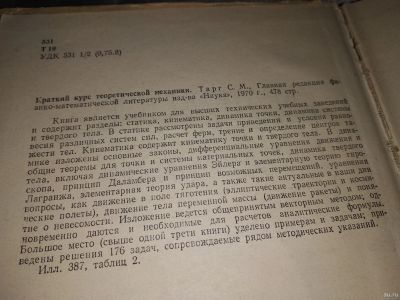 531
Т 19
УДК 531 1/2 (0,75.8)
Краткий курс теоретической механики. Тарг С. М., Главная редакция фи-
зико-математической литературы изд-ва «Наука», 1970 г., 478 стр.
Книга является учебником для высших технических учебных заведений
и содержит разделы: статика, кинематика, динамика точки, динамика системы
и твердого тела. В статике рассмотрены задачи приведения и условия равно-
весия различных систем сил, расчет ферм, трение и определение центра тя-
жести тел. Кинематика содержит кинематику точки и твердого тела. В дина-
мике изложены основные законы, дифференциальные уравнения движения и
общие теоремы для точки и системы материальных точек, динамика твердого
тела, включая динамические уравнения Эйлера и элементарную теорию гиро-
скопа, принцип Даламбера и принцип возможных перемещений, уравнения
Лагранжа, элементарная теория удара, а также такие актуальные в наши дни
вопросы, как движение в поле тяготения (эллиптические траектории и косми-
ческие полеты), движение тела переменной массы (движение ракеты) и поня-
тие о невесомости. Изложение ведется общепринятым векторным методом; од-
новременно даются и необходимые для расчетов аналитические формулы.
Большое место (свыше одной трети книги) уделено примерам и задачам; при-
ведены решения 176 задач, сопровождаемые рядом методических указаний.
Илл. 387, таблиц 2.